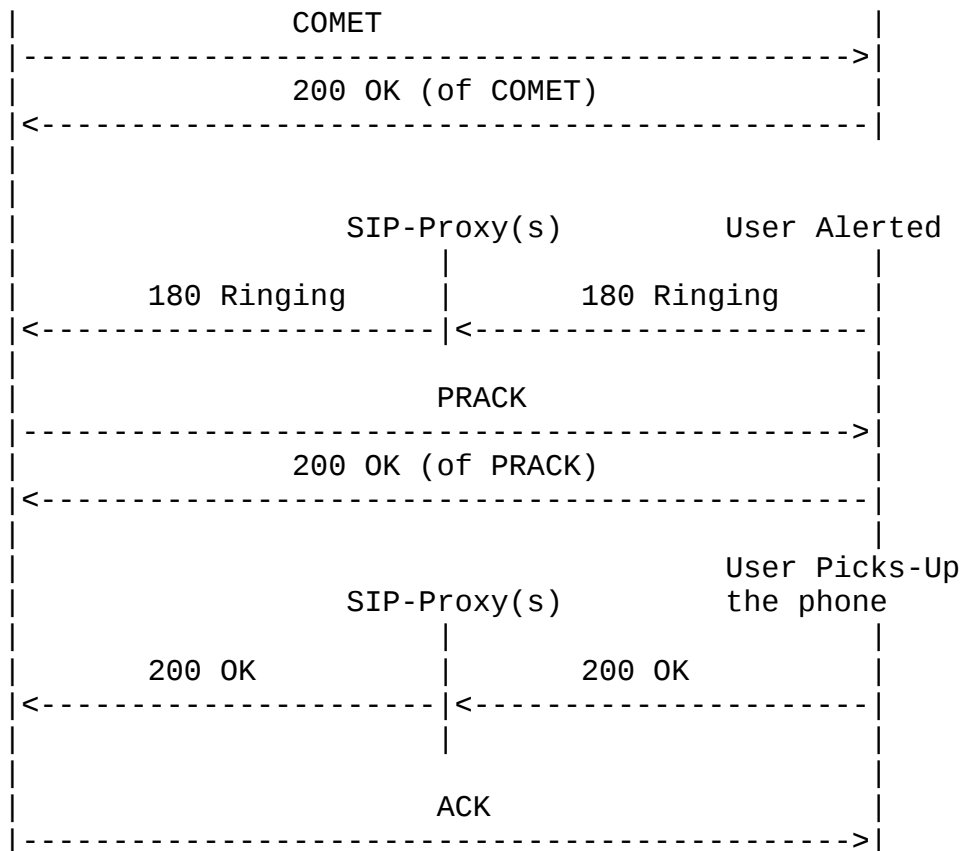 COMET
200 OK (of COMET)
SIP-Proxy(s) User Alerted
180 Ringing 180 Ringing
PRACK
200 OK (of PRACK)
User Picks-Up
SIP-Proxy(s) the phone
200 OK 200 OK
ACK